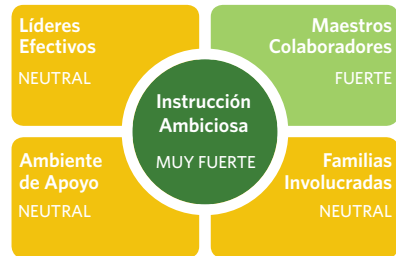 Líderes
Efectivos
NEUTRAL
Maestros
Colaboradores
FUERTE
Instrucción
Ambiciosa
MUY FUERTE
Ambiente
de Apoyo
NEUTRAL
Familias
Involucradas
NEUTRAL